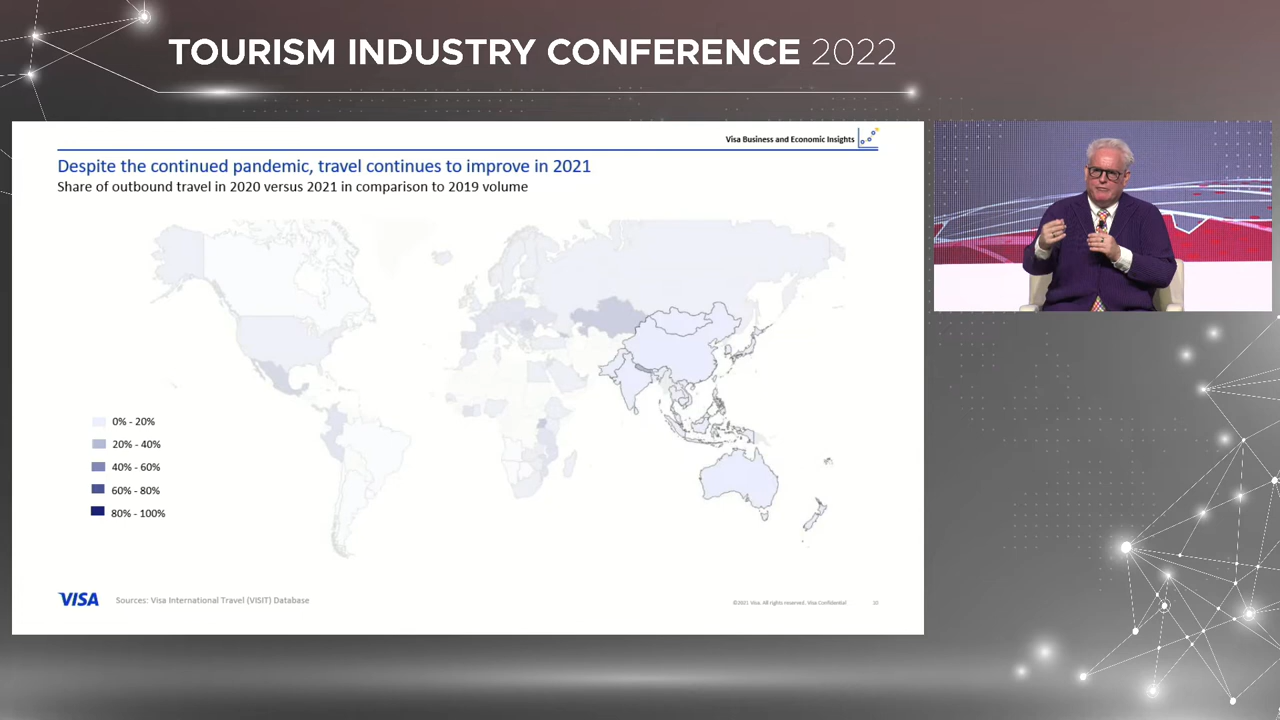 TOURISM INDUSTRY CONFERENCE 2022
Visa Business and Economic Insights
Despite the continued pandemic, travel continues to improve in 2021
Share of outbound travel in 2020 versus 2021 in comparison to 2019 volume
0% - 20%
20% - 40%
40% - 60%
60% - 80%
80% - 100%
VISA
Sources: Visa International Travel (VISIT) Database
©2021 Visa. All rights reserved. Visa Confidential